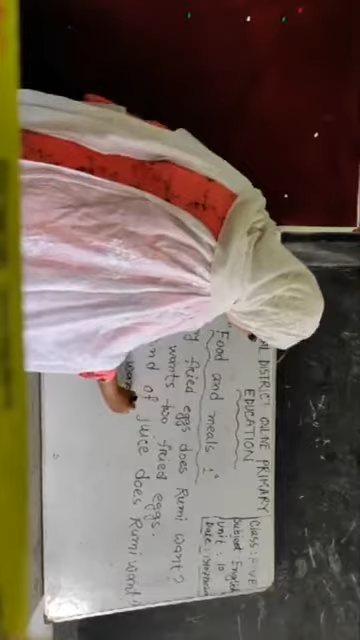 DISTRICT ONLINE PRIMARY
EDUCATION
Class: FIVE
Subject: English
Unit: 10
Date:
"Food and meals :"
fried eggs does Rumi want?
wants two fried eggs.
of juice does Rumi want